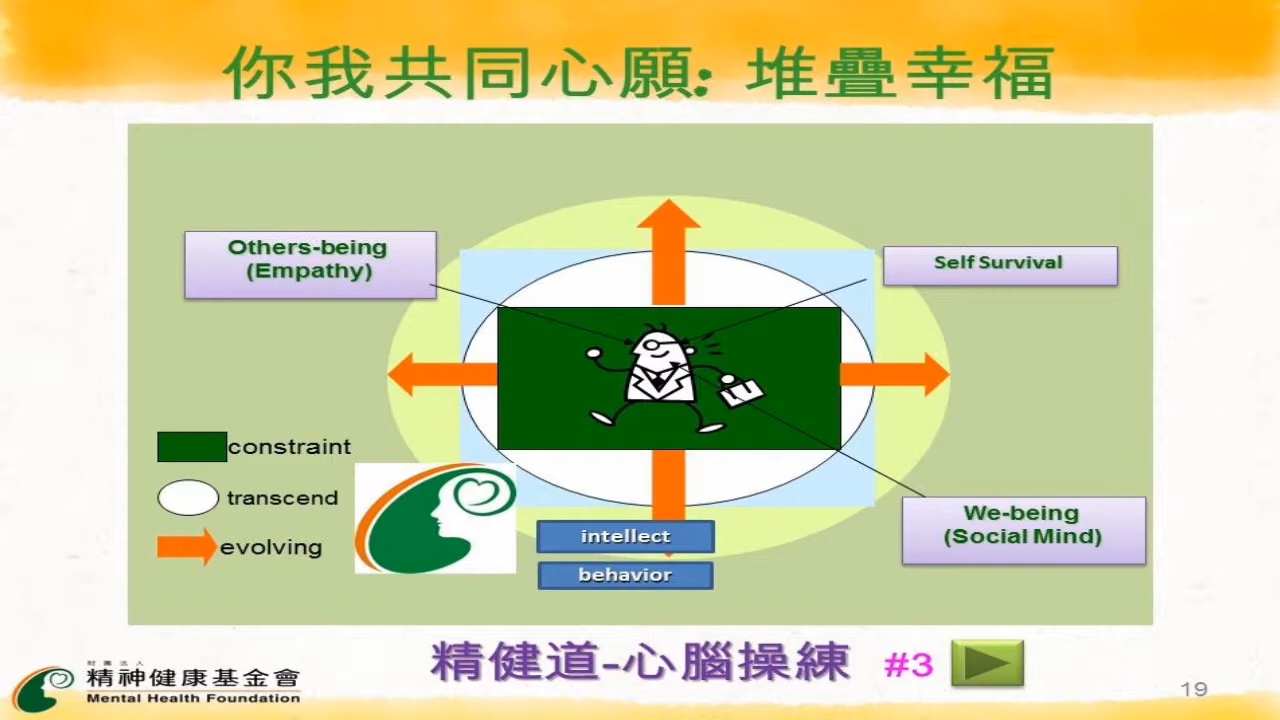 你我共同心願: 堆疊幸福
Others-being
(Empathy)
Self Survival
constraint
transcend
evolving
intellect
behavior
We-being
(Social Mind)
精健道-心腦操練 #3
財團法人
精神健康基金會
Mental Health Foundation
19